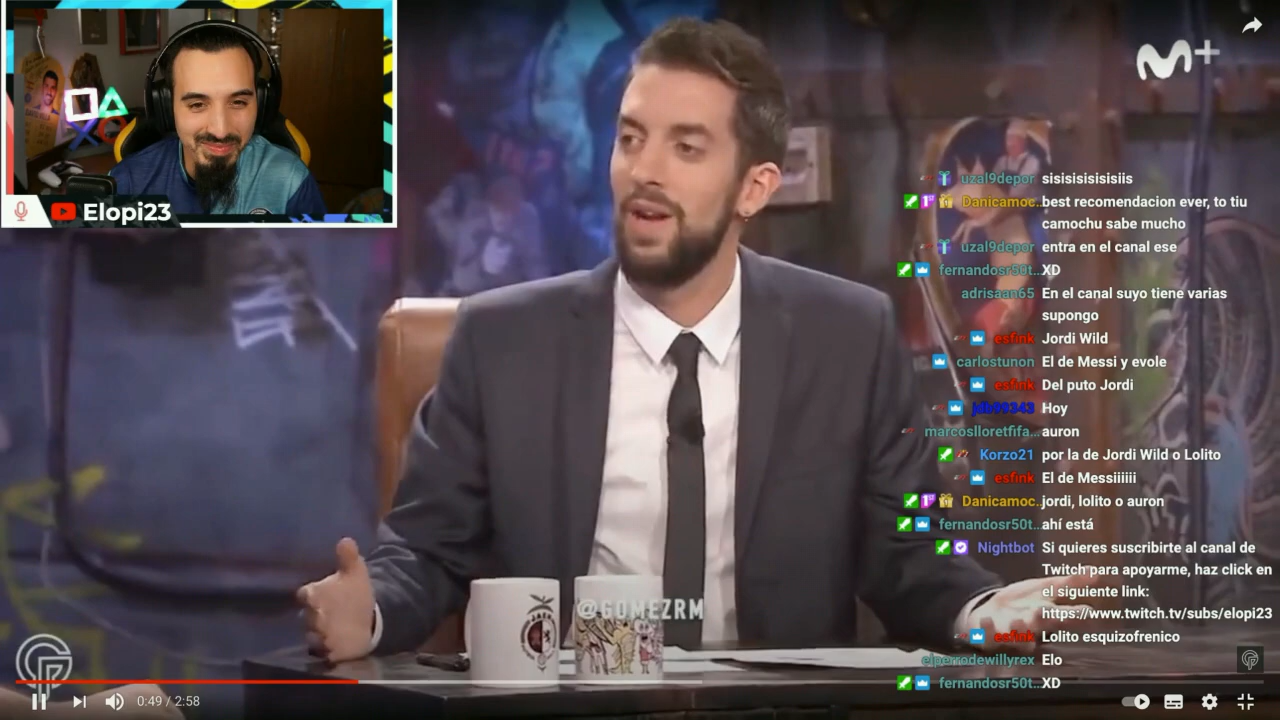 M+
Elopi23
uzal9depor sisisisisisisiis
Danicamoc.. best recomendacion ever, to tiu
camochu sabe mucho
uzal9depor entra en el canal ese
fernandosr50t... XD
adrisaan65 En el canal suyo tiene varias
supongo
esfink Jordi Wild
carlostunon El de Messi y evole
esfink Del puto Jordi
jdb99343 Hoy
marcoslloretfifa... auron
Korzo21 por la de Jordi Wild o Lolito
esfink El de Messiiiiii
Danicamoc.. jordi, lolito o auron
fernandosr50t... ahí está
Nightbot Si quieres suscribirte al canal de
Twitch para apoyarme, haz click en
el siguiente link:
https://www.twitch.tv/subs/elopi23
esfink Lolito esquizofrenico
elperrodewillyrex Elo
fernandosr50t... XD
@GOMEZRM
0:49 / 2:58